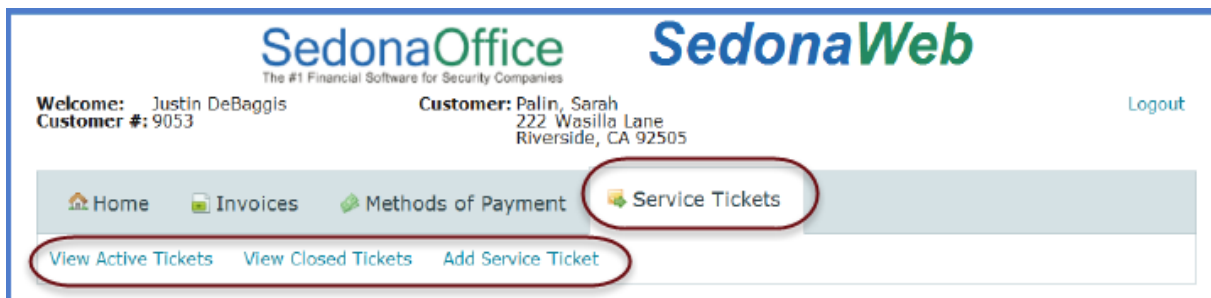 SedonaOffice SedonaWeb
The #1 Financial Software for Security Companies
Welcome: Justin DeBaggis Customer: Palin, Sarah Logout
Customer #: 9053 222 Wasilla Lane
Riverside, CA 92505
Home Invoices Methods of Payment Service Tickets
View Active Tickets View Closed Tickets Add Service Ticket